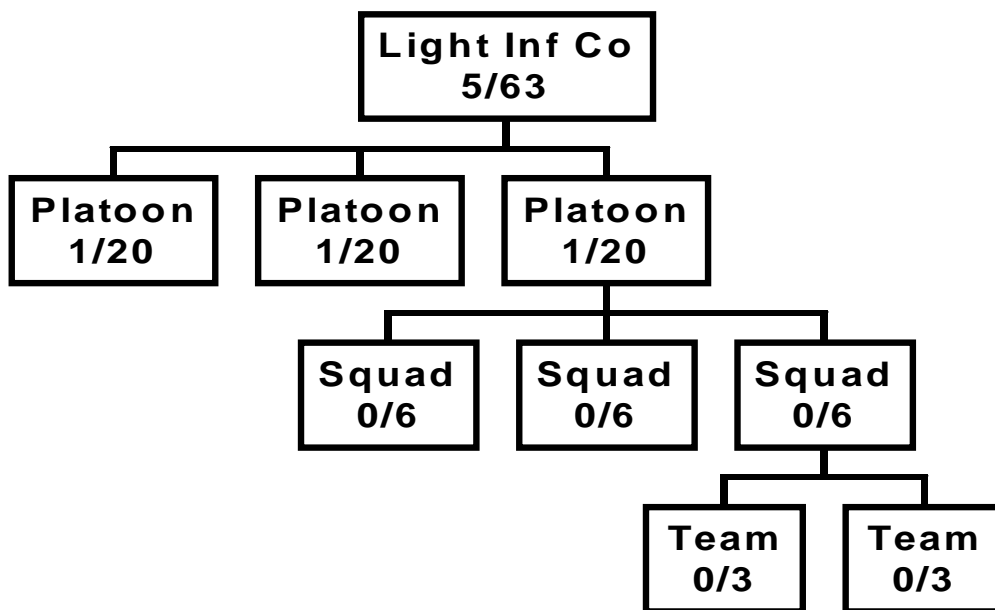 Light Inf Co
5/63
Platoon
1/20
Platoon
1/20
Platoon
1/20
Squad
0/6
Squad
0/6
Squad
0/6
Team
0/3
Team
0/3